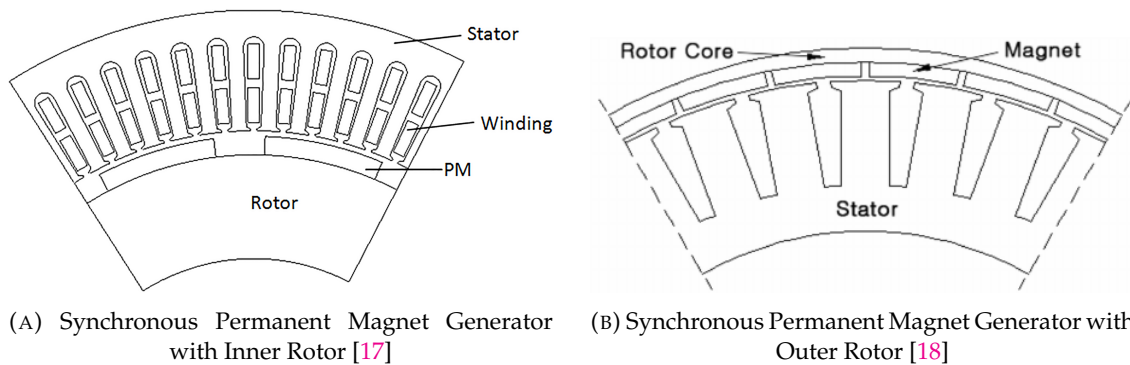 Stator
Winding
PM
Rotor
(A) Synchronous Permanent Magnet Generator
with Inner Rotor [17]
Rotor Core
Magnet
Stator
(B) Synchronous Permanent Magnet Generator with
Outer Rotor [18]